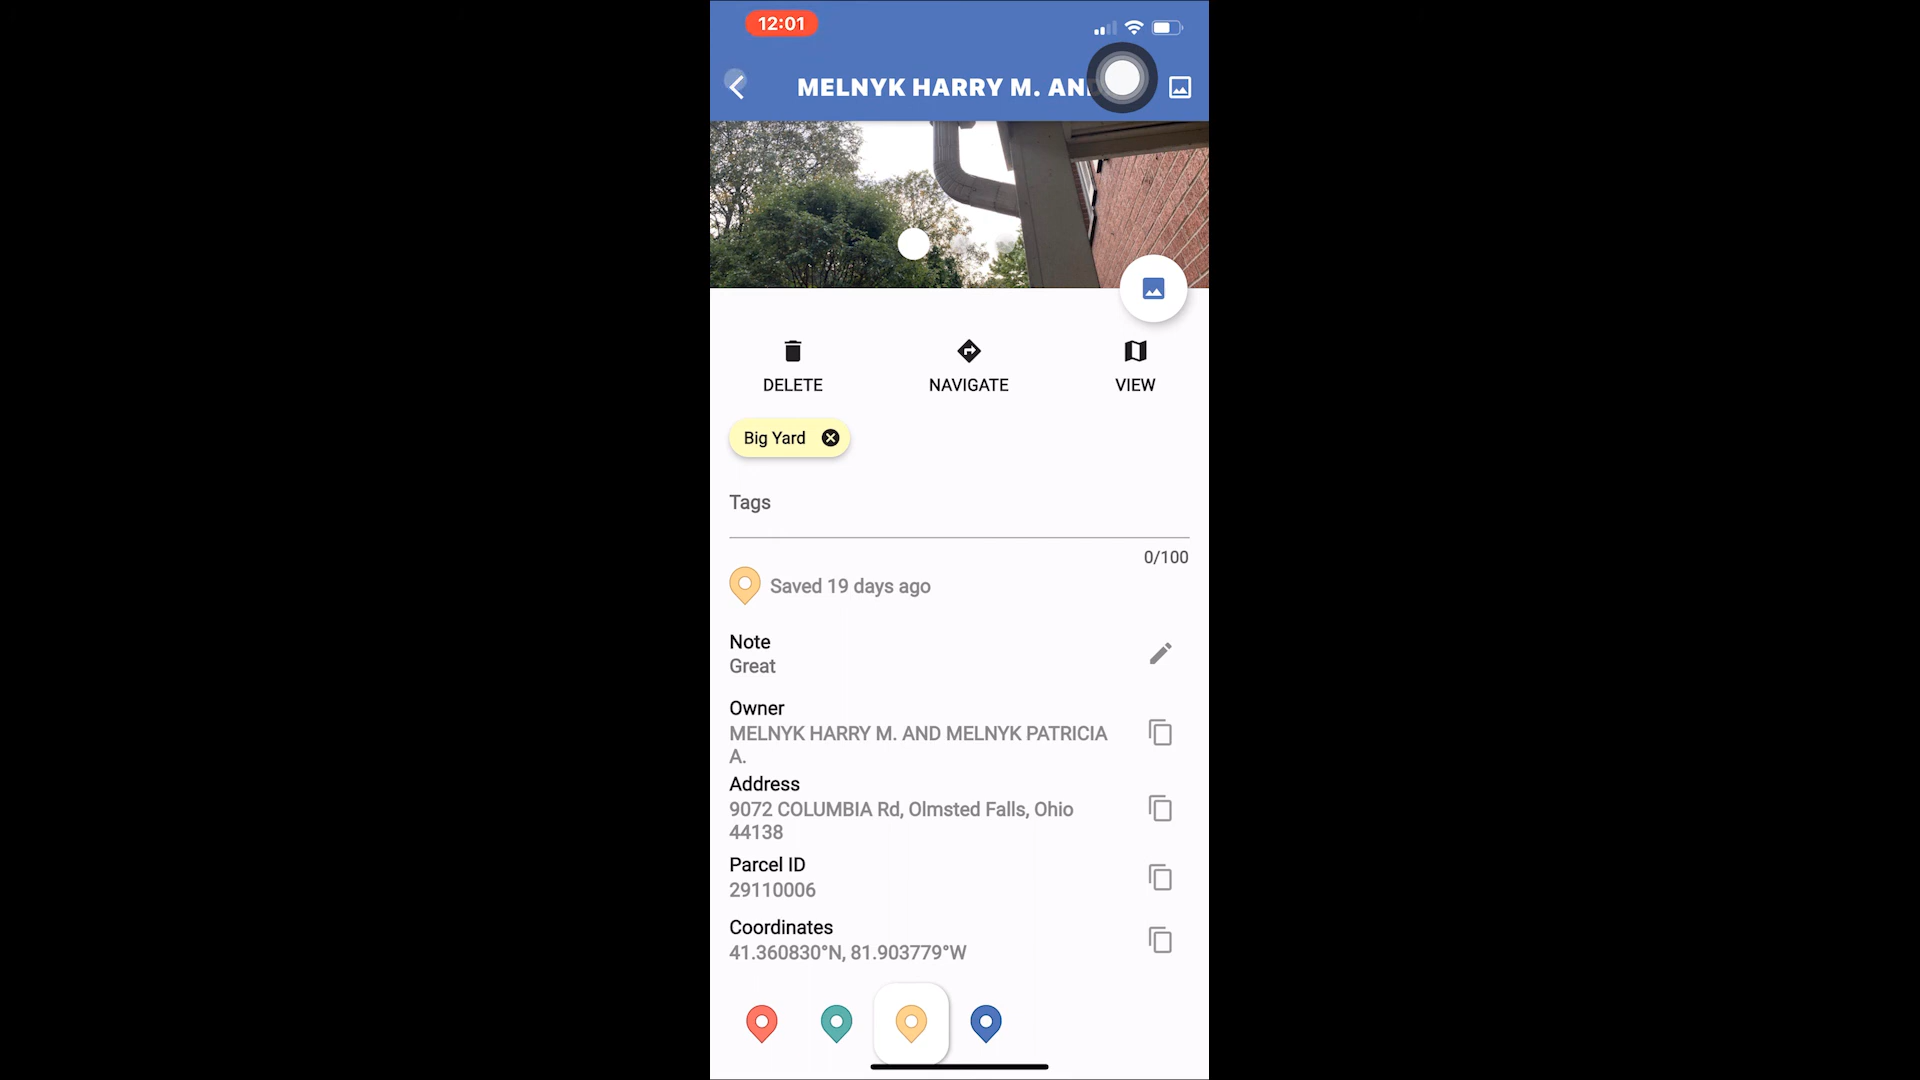 12:01
MELNYK HARRY M. AND
DELETE
NAVIGATE
VIEW
Big Yard
Tags
0/100
Saved 19 days ago
Note
Great
Owner
MELNYK HARRY M. AND MELNYK PATRICIA
A.
Address
9072 COLUMBIA Rd, Olmsted Falls, Ohio
44138
Parcel ID
29110006
Coordinates
41.360830°N, 81.903779°W